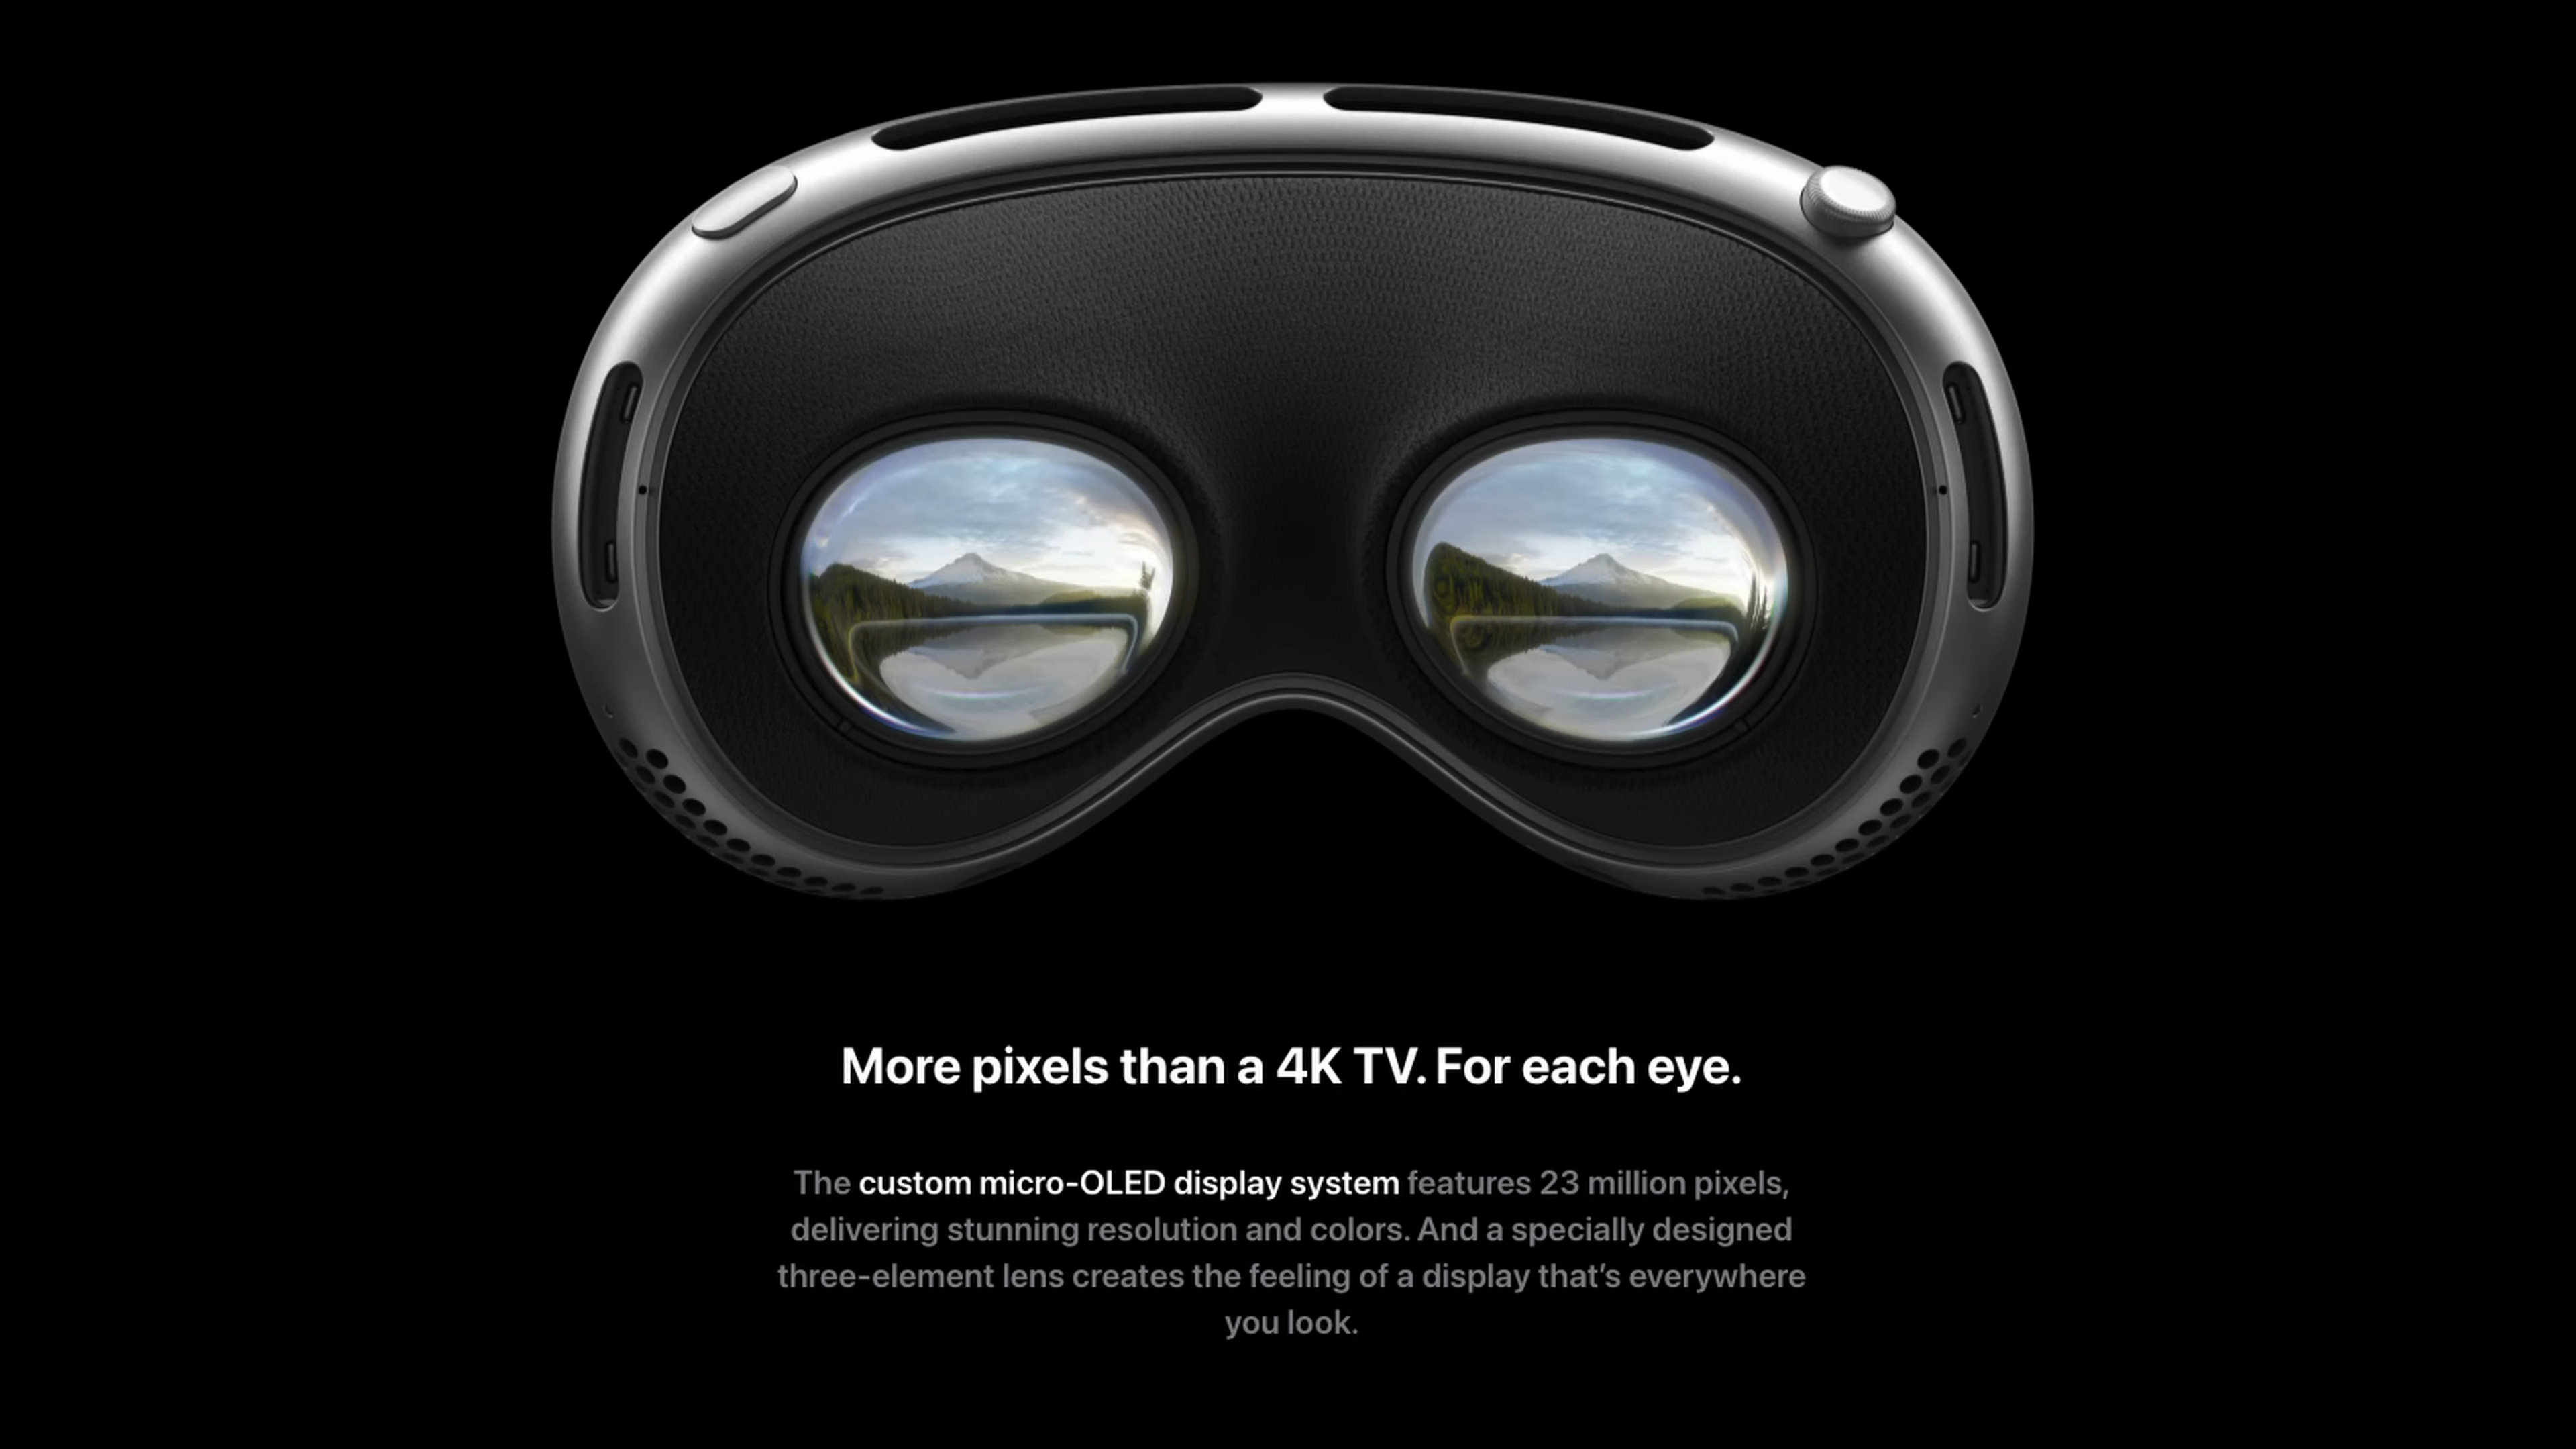 More pixels than a 4K TV. For each eye.
The custom micro-OLED display system features 23 million pixels,
delivering stunning resolution and colors. And a specially designed
three-element lens creates the feeling of a display that’s everywhere
you look.